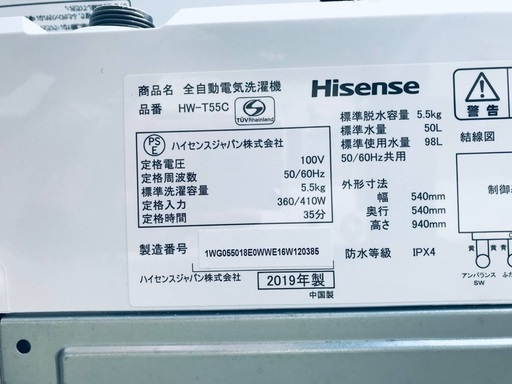 商品名 全自動電気洗濯機
品番 HW-T55C
TÜVRheinland
Hisense
PS
E
ハイセンスジャパン株式会社
定格電圧 100V
定格周波数 50/60Hz
標準洗濯容量 5.5kg
定格入力 360/410W
定格時間 35分
標準脱水容量 5.5kg
標準水量 50L
標準使用水量 98L
50/60Hz共用
外形寸法
幅 540mm
奥行 540mm
高さ 940mm
防水等級 IPX4
製造番号 1WG055018E0WWE16W120385
ハイセンスジャパン株式会社
2019年製
中国製
警告
結線図
制御
黄 黄 青
アンバランス
SW
ふた